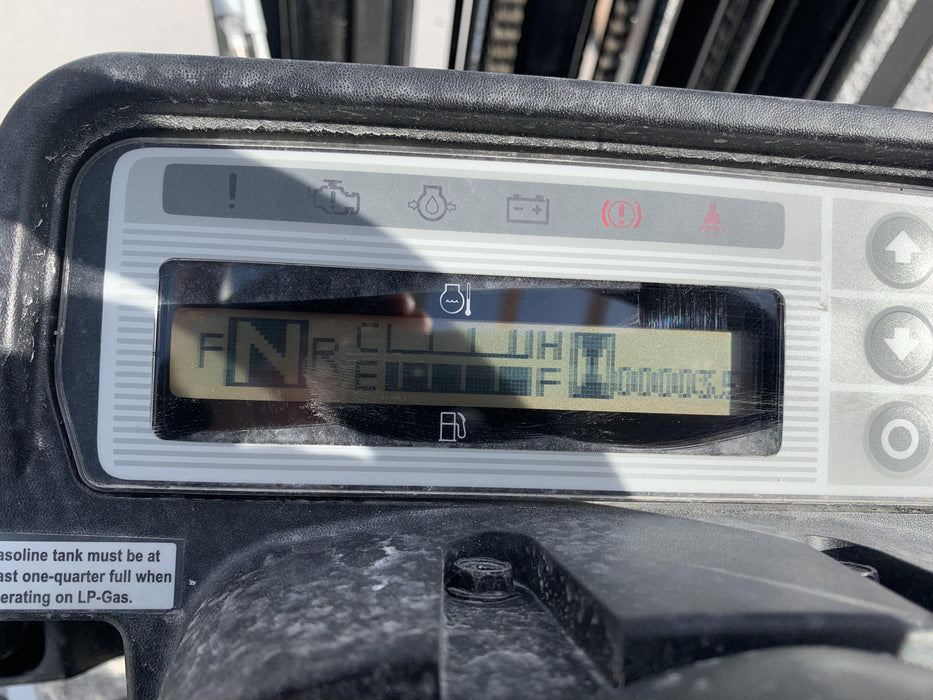 F N R C H
E F 000003.5
asoline tank must be at
ast one-quarter full when
erating on LP-Gas.